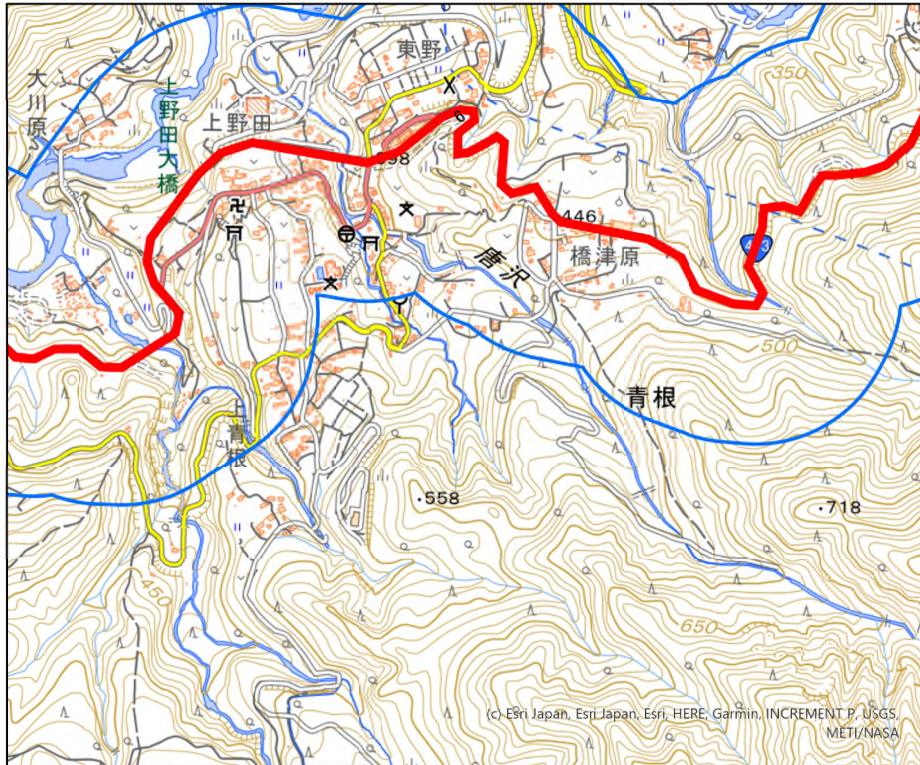 東野
350
大川原
上野田大橋
上野田
398
446
橋津原
唐沢
500
青根
上青根
558
718
450
650
(c) Esri Japan, Esri Japan, Esri, HERE, Garmin, INCREMENT P, USGS,
METI/NASA